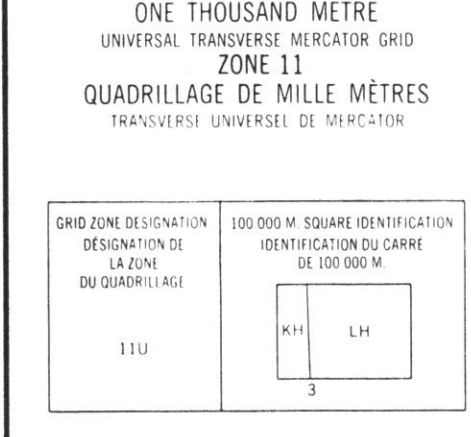 ONE THOUSAND METRE
UNIVERSAL TRANSVERSE MERCATOR GRID
ZONE 11
QUADRILLAGE DE MILLE MÈTRES
TRANSVERSE UNIVERSEL DE MERCATOR
GRID ZONE DESIGNATION
DÉSIGNATION DE
LA ZONE
DU QUADRILLAGE
11U
100 000 M. SQUARE IDENTIFICATION
IDENTIFICATION DU CARRÉ
DE 100 000 M.
KH LH
3